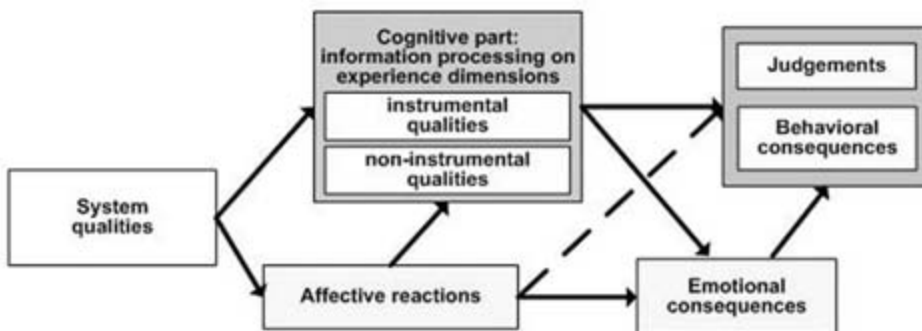 Cognitive part:
information processing on
experience dimensions
instrumental
qualities
non-instrumental
qualities
Judgements
Behavioral
consequences
System
qualities
Affective reactions
Emotional
consequences